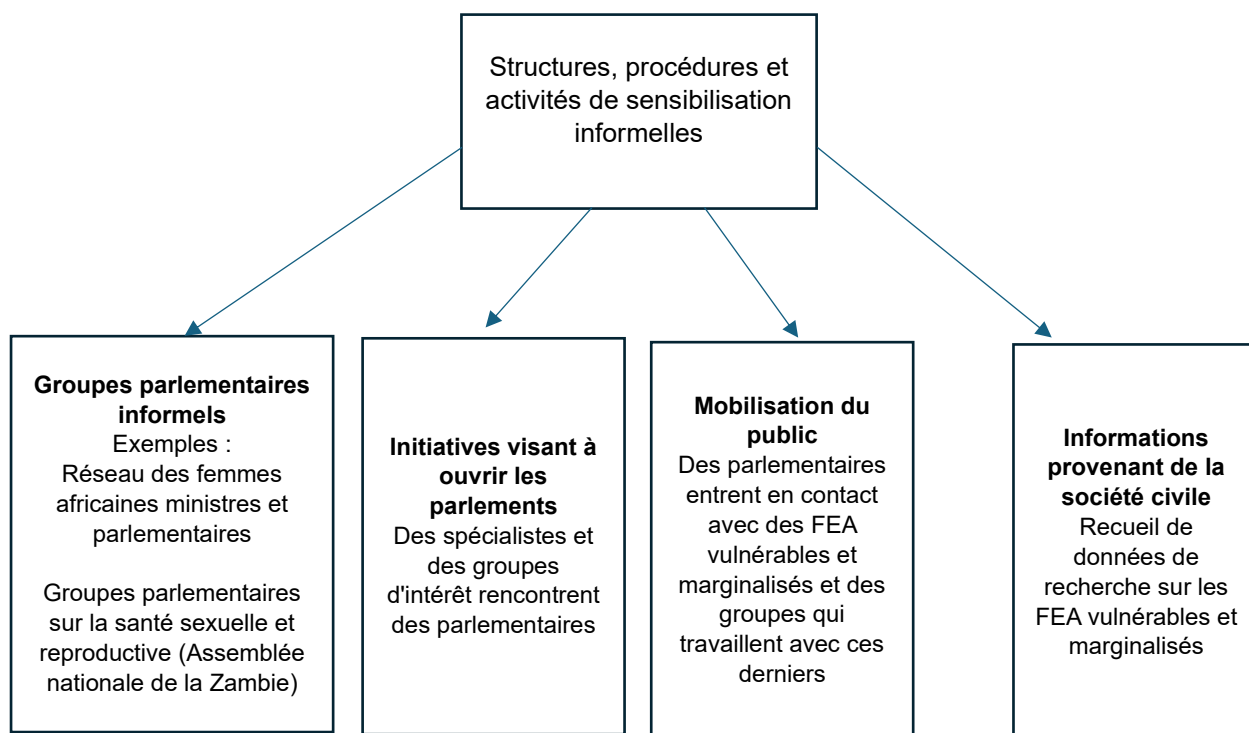 Structures, procédures et
activités de sensibilisation
informelles
Groupes parlementaires
informels
Exemples :
Réseau des femmes
africaines ministres et
parlementaires
Groupes parlementaires
sur la santé sexuelle et
reproductive (Assemblée
nationale de la Zambie)
Initiatives visant à
ouvrir les
parlements
Des spécialistes et
des groupes
d'intérêt rencontrent
des parlementaires
Mobilisation du
public
Des parlementaires
entrent en contact
avec des FEA
vulnérables et
marginalisés et des
groupes qui
travaillent avec ces
derniers
Informations
provenant de la
société civile
Recueil de
données de
recherche sur les
FEA vulnérables et
marginalisés